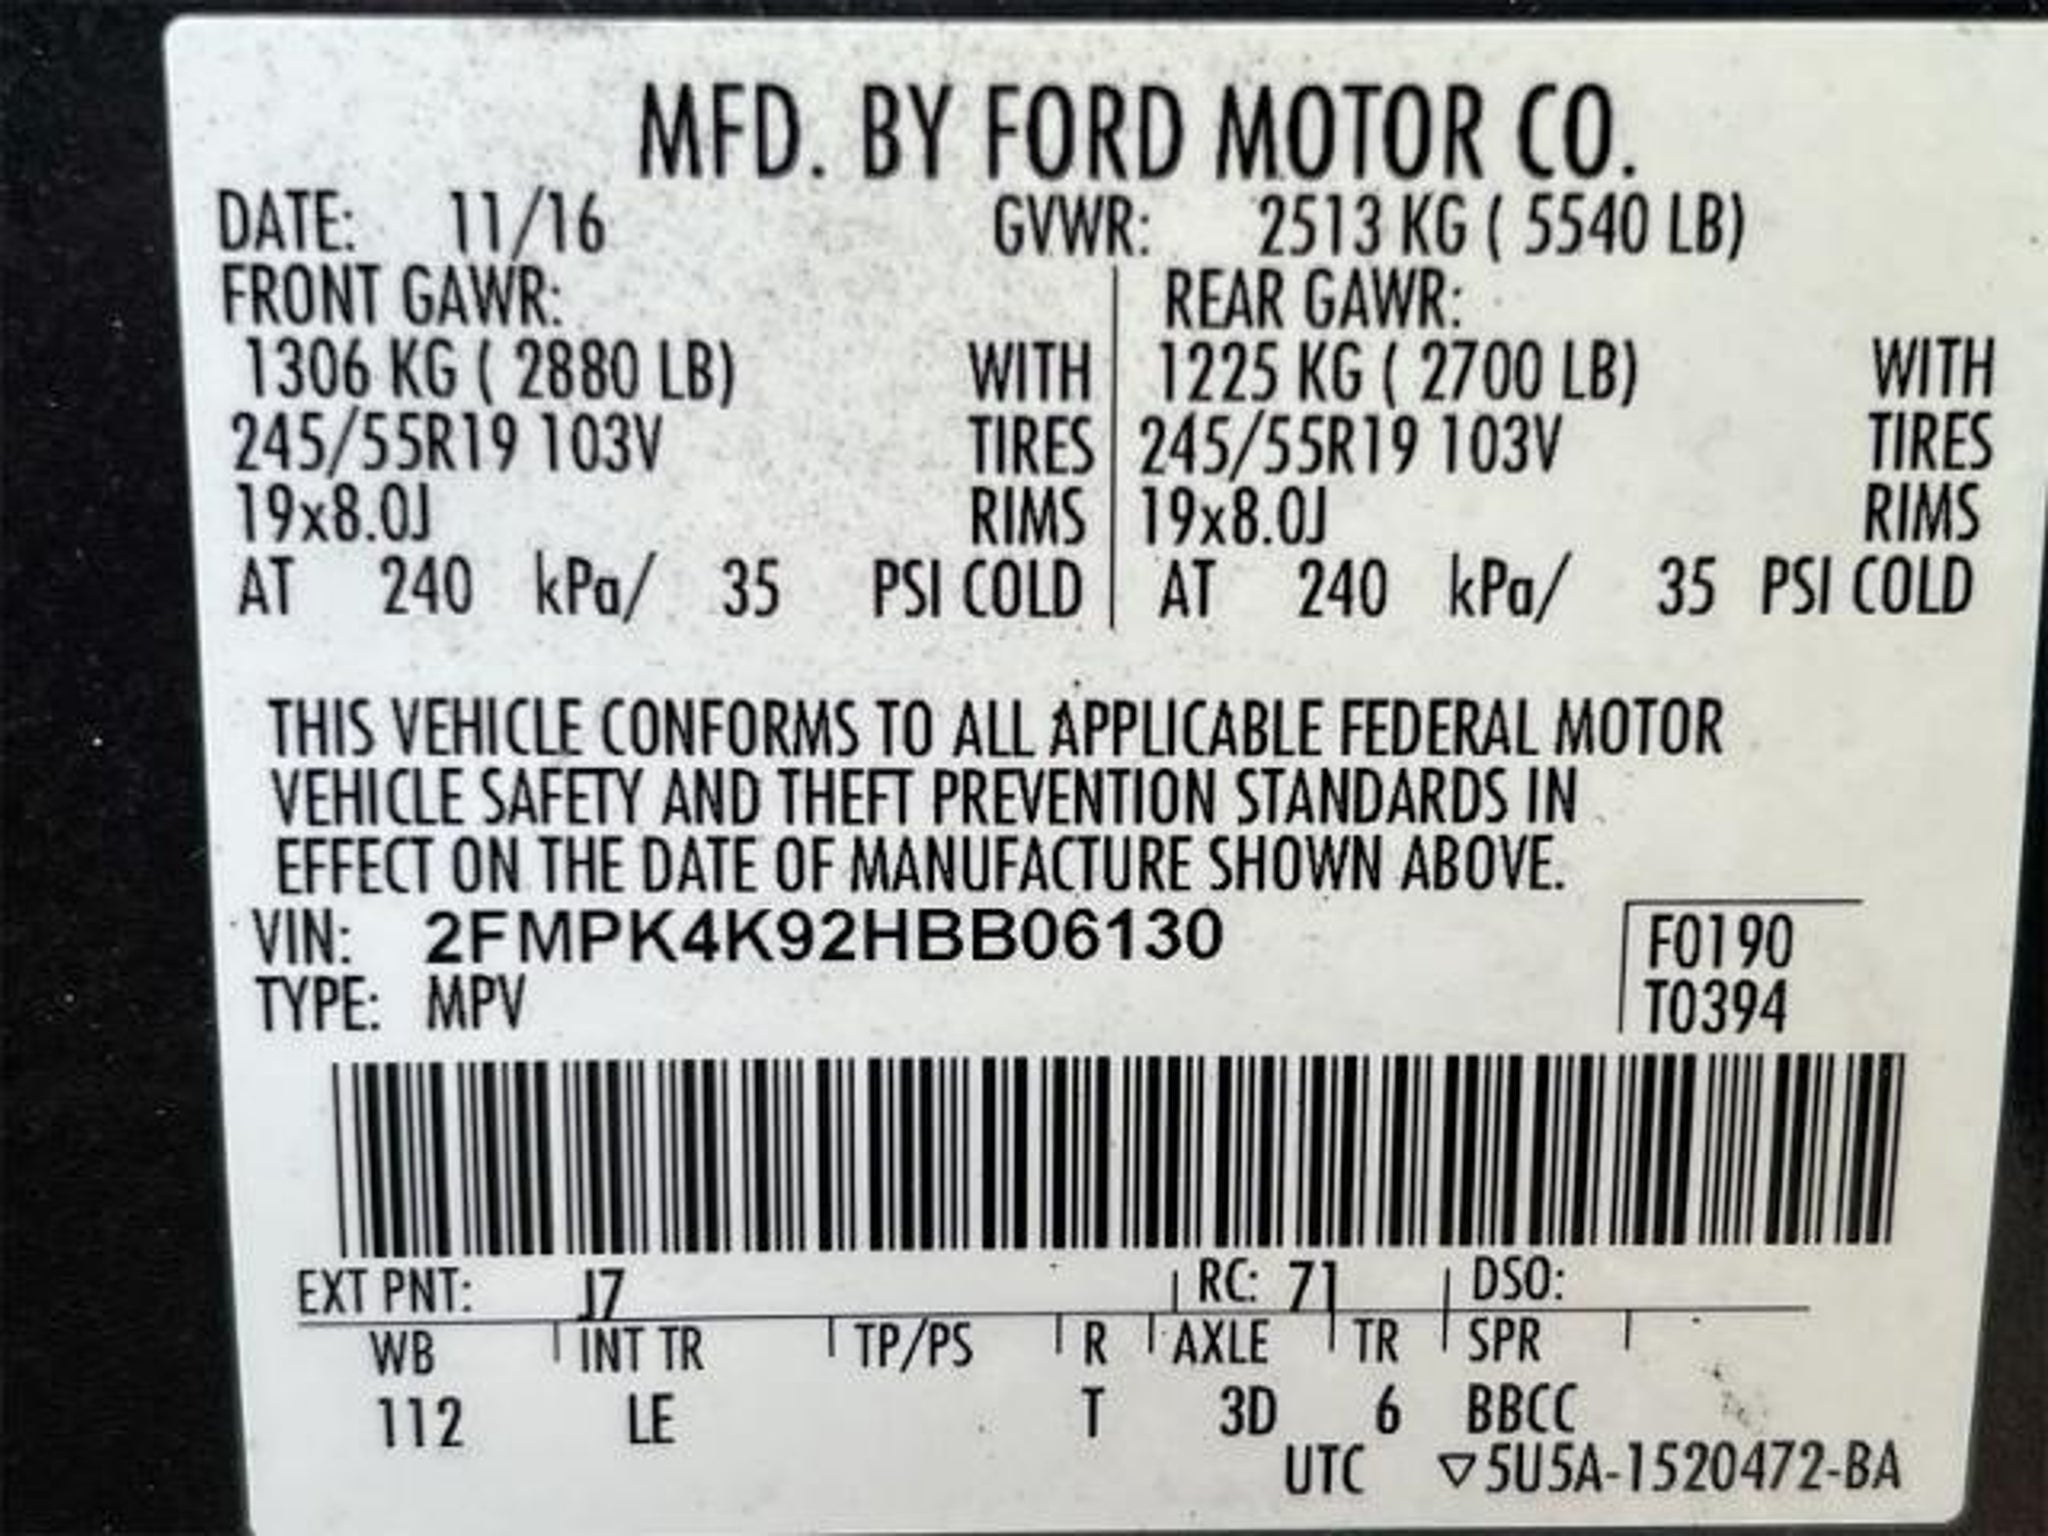 MFD. BY FORD MOTOR CO.
DATE: 11/16 GVWR: 2513 KG ( 5540 LB)
FRONT GAWR: REAR GAWR:
1306 KG ( 2880 LB) WITH 1225 KG ( 2700 LB) WITH
245/55R19 103V TIRES 245/55R19 103V TIRES
19x8.0J RIMS 19x8.0J RIMS
AT 240 kPa/ 35 PSI COLD AT 240 kPa/ 35 PSI COLD
THIS VEHICLE CONFORMS TO ALL APPLICABLE FEDERAL MOTOR
VEHICLE SAFETY AND THEFT PREVENTION STANDARDS IN
EFFECT ON THE DATE OF MANUFACTURE SHOWN ABOVE.
VIN: 2FMPK4K92HBB06130 F0190
TYPE: MPV T0394
EXT PNT: J7 RC: 71 DSO:
WB INT TR TP/PS R AXLE TR SPR
112 LE T 3D 6 BBCC
UTC ▽5U5A-1520472-BA